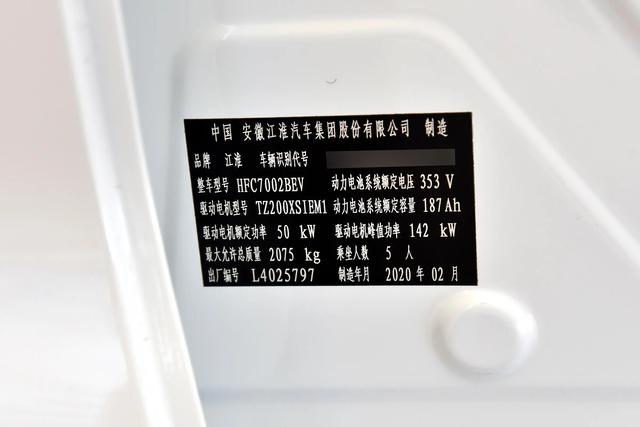 中国 安徽江淮汽车集团股份有限公司 制造
品牌 江淮 车辆识别代号
整车型号 HFC7002BEV 动力电池系统额定电压 353 V
驱动电机型号 TZ200XSIEM1 动力电池系统额定容量 187Ah
驱动电机额定功率 50 kW 驱动电机峰值功率 142 kW
最大允许总质量 2075 kg 乘坐人数 5 人
出厂编号 L4025797 制造年月 2020 年 02 月